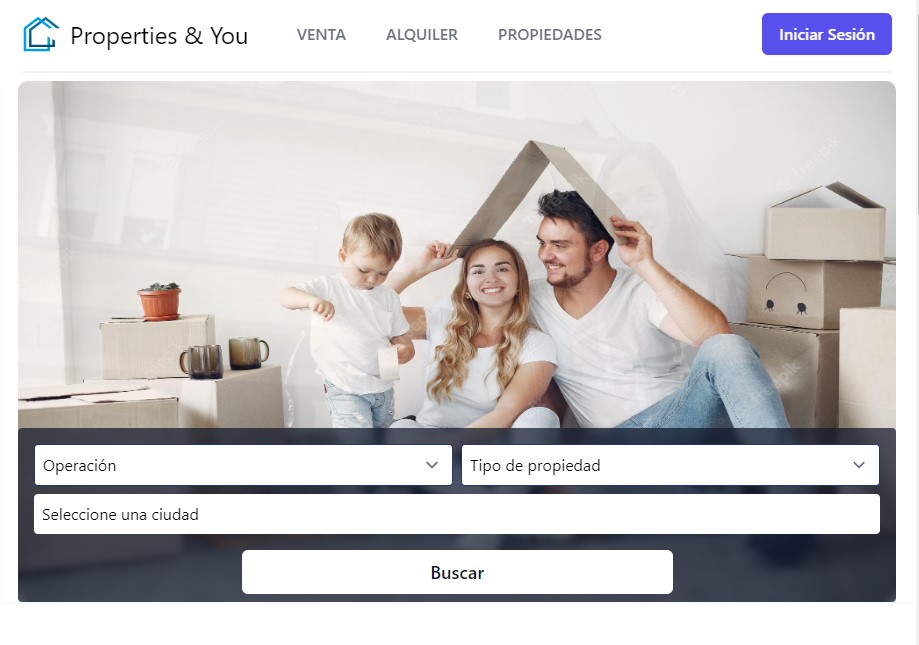 Properties & You
VENTA
ALQUILER
PROPIEDADES
Iniciar Sesión
Operación
Tipo de propiedad
Seleccione una ciudad
Buscar